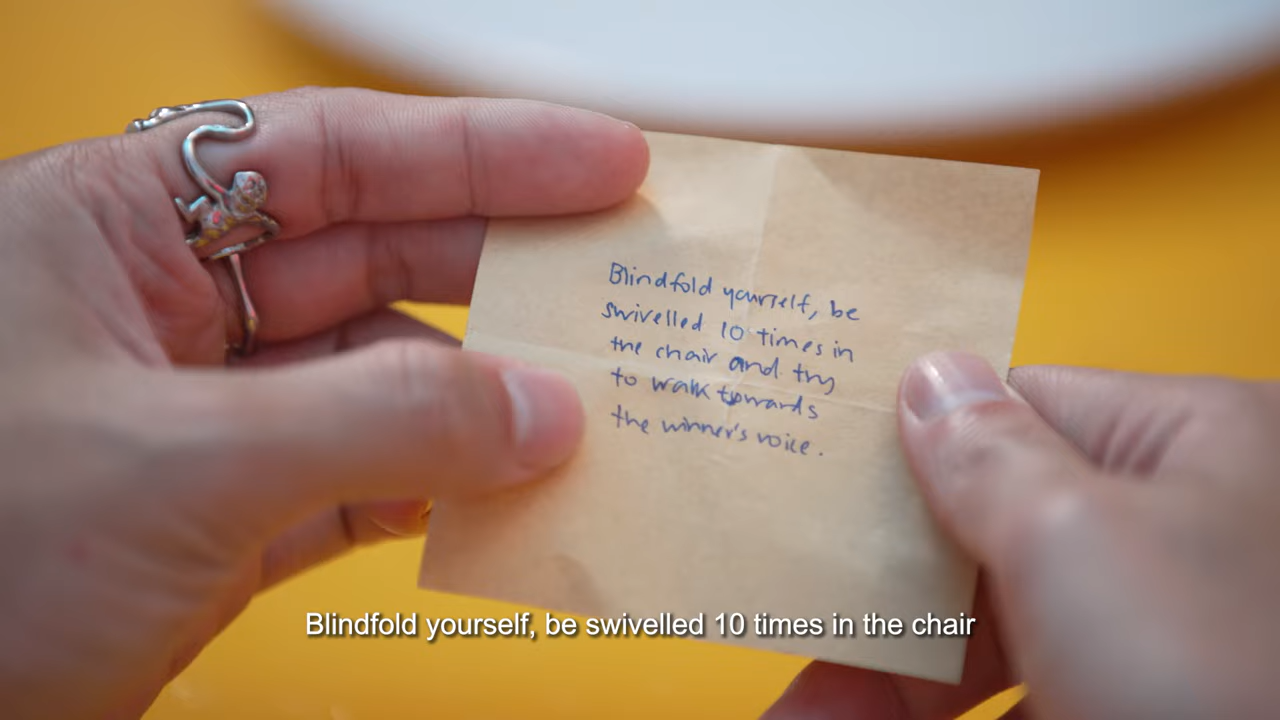 Blindfold yourself, be
swivelled 10 times in
the chair and try
to walk towards
the winner's voice.
Blindfold yourself, be swivelled 10 times in the chair